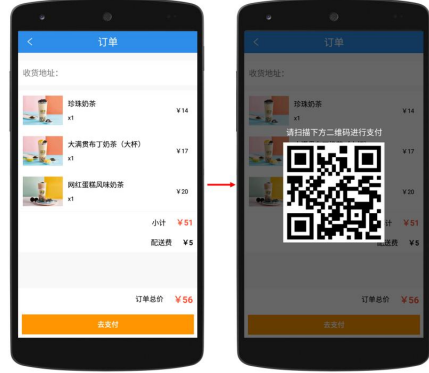 订单
收货地址:
珍珠奶茶
x1
¥14
大满贯布丁奶茶（大杯）
x1
¥17
网红蛋糕风味奶茶
x1
¥20
小计 ¥51
配送费 ¥5
订单总价 ¥56
去支付
订单
收货地址:
珍珠奶茶
x1
¥14
请扫描下方二维码进行支付
¥17
¥20
计 ¥51
配送费 ¥5
订单总价 ¥56
去支付